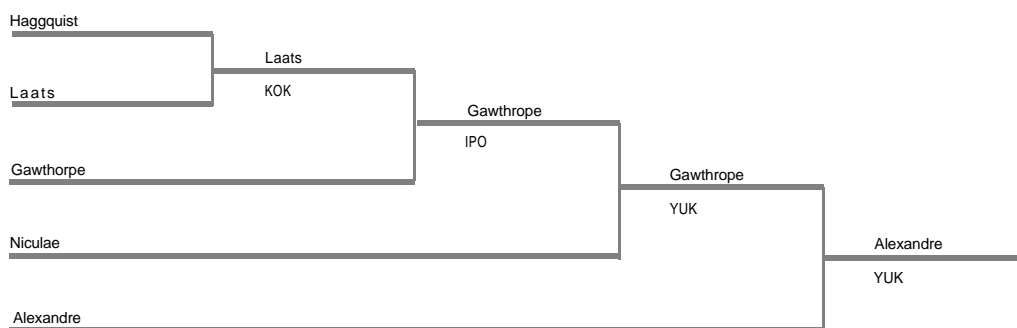 Haggquist
Laats
Laats
KOK
Gawthrope
IPO
Gawthorpe
Gawthrope
YUK
Niculae
Alexandre
YUK
Alexandre